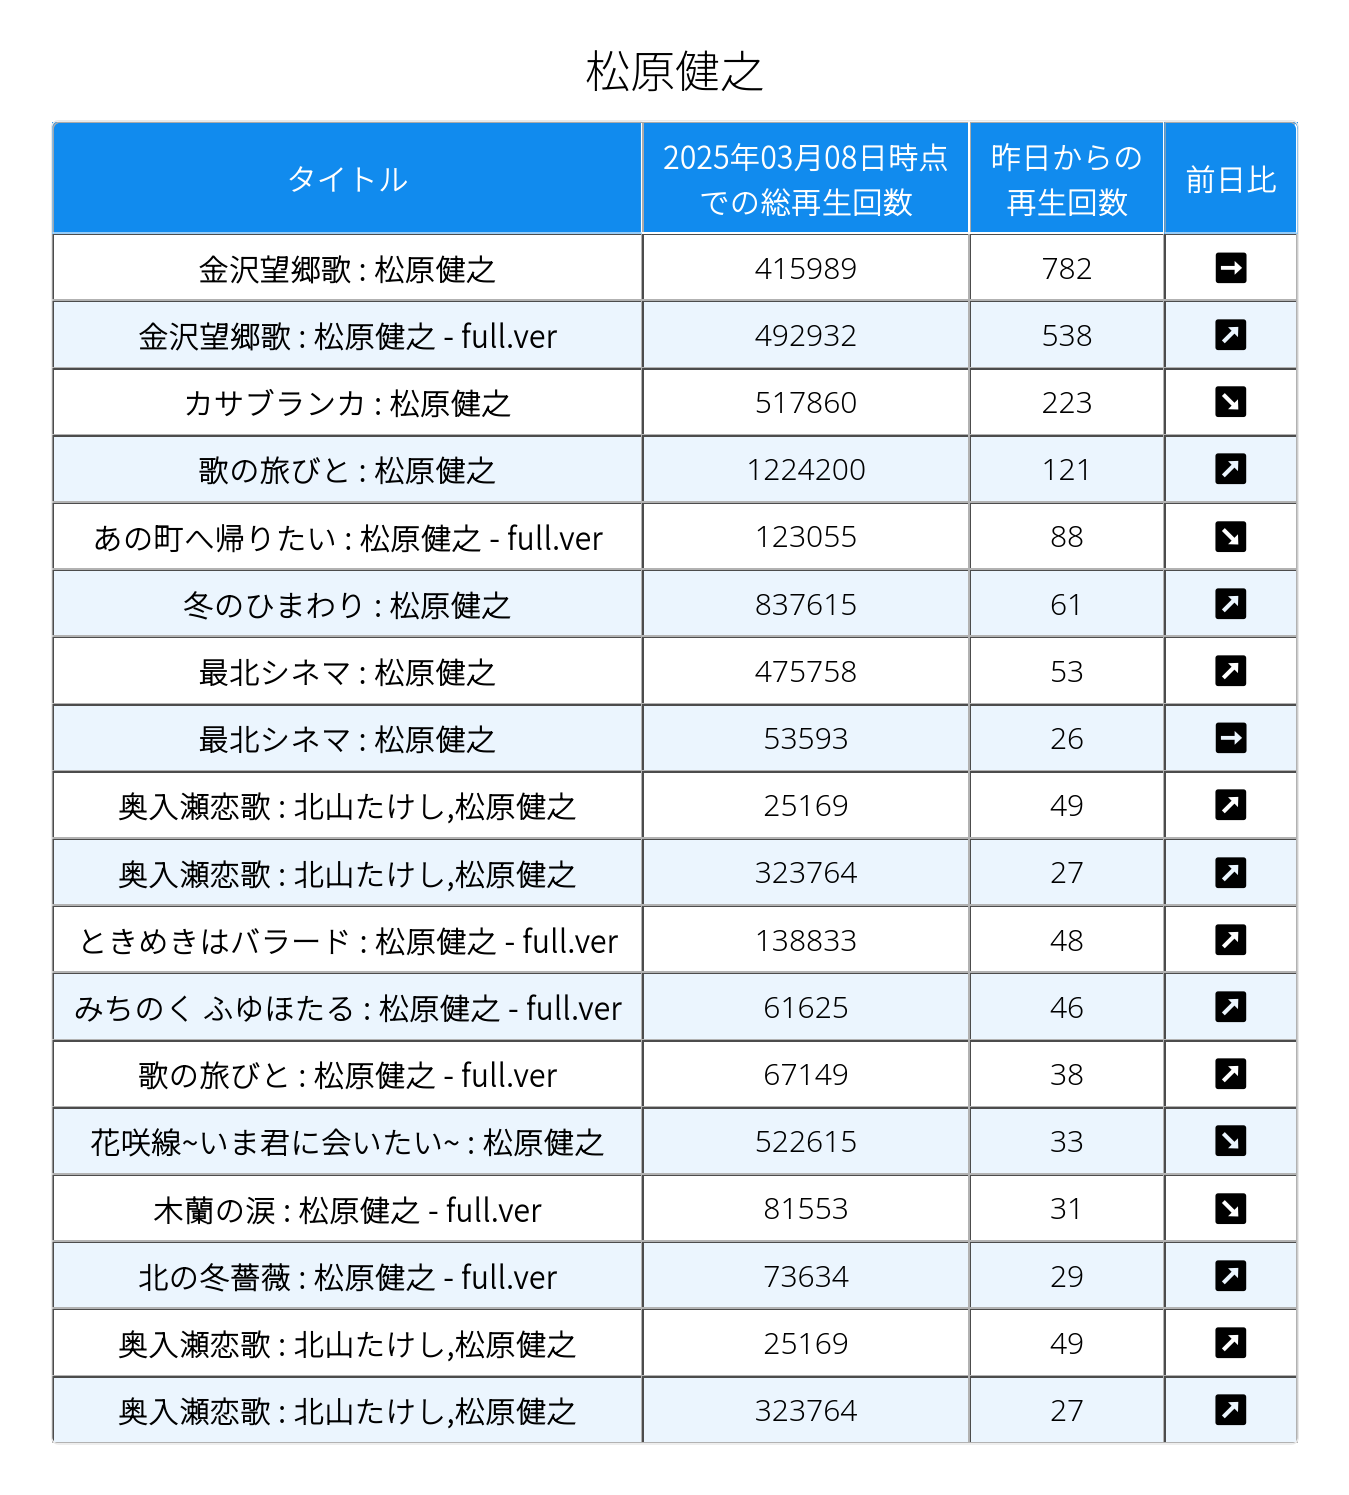 松原健之
タイトル 2025年03月08日時点での総再生回数 昨日からの再生回数 前日比
金沢望郷歌 : 松原健之 415989 782 ➡
金沢望郷歌 : 松原健之 - full.ver 492932 538 ↗
カサブランカ : 松原健之 517860 223 ↘
歌の旅びと : 松原健之 1224200 121 ↗
あの町へ帰りたい : 松原健之 - full.ver 123055 88 ↘
冬のひまわり : 松原健之 837615 61 ↗
最北シネマ : 松原健之 475758 53 ↗
最北シネマ : 松原健之 53593 26 ➡
奥入瀬恋歌 : 北山たけし,松原健之 25169 49 ↗
奥入瀬恋歌 : 北山たけし,松原健之 323764 27 ↗
ときめきはバラード : 松原健之 - full.ver 138833 48 ↗
みちのく ふゆほたる : 松原健之 - full.ver 61625 46 ↗
歌の旅びと : 松原健之 - full.ver 67149 38 ↗
花咲線~いま君に会いたい~ : 松原健之 522615 33 ↘
木蘭の涙 : 松原健之 - full.ver 81553 31 ↘
北の冬薔薇 : 松原健之 - full.ver 73634 29 ↗
奥入瀬恋歌 : 北山たけし,松原健之 25169 49 ↗
奥入瀬恋歌 : 北山たけし,松原健之 323764 27 ↗